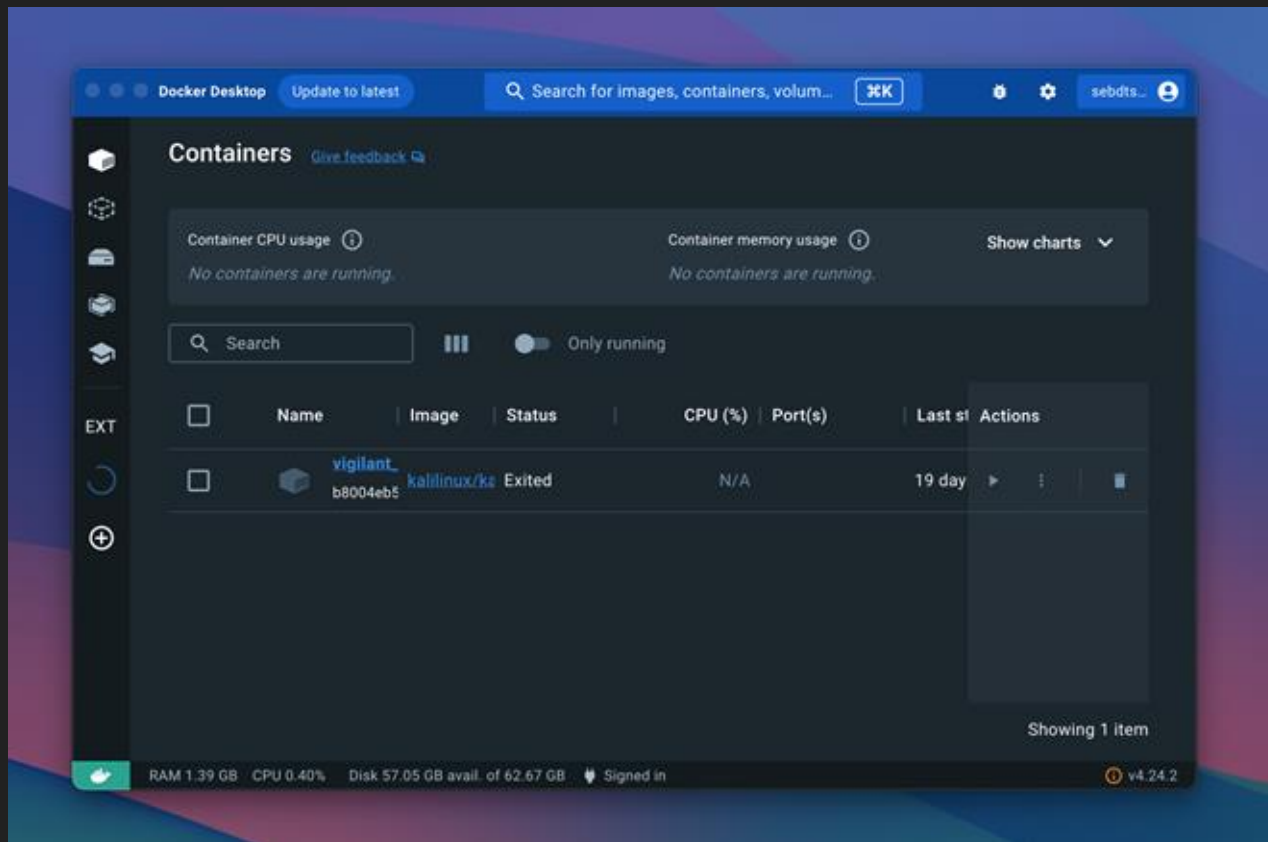 Docker Desktop Update to latest Search for images, containers, volum... ⌘K sebdts...
Containers Give feedback
Container CPU usage Container memory usage Show charts
No containers are running. No containers are running.
Search Only running
Name Image Status CPU (%) Port(s) Last st Actions
EXT
vigilant_ kalilinux/ka Exited N/A 19 day
b8004eb5
Showing 1 item
RAM 1.39 GB CPU 0.40% Disk 57.05 GB avail. of 62.67 GB Signed in v4.24.2